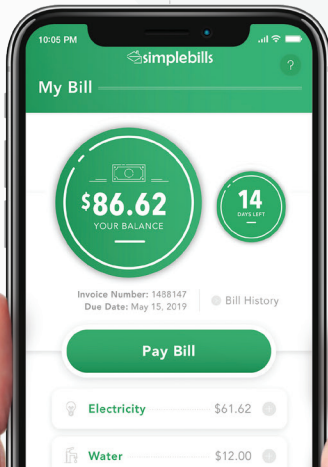 10:05 PM
simplebills
?
My Bill
$86.62
YOUR BALANCE
14
DAYS LEFT
Invoice Number: 1488147
Due Date: May 15, 2019
Bill History
Pay Bill
Electricity $61.62
Water $12.00